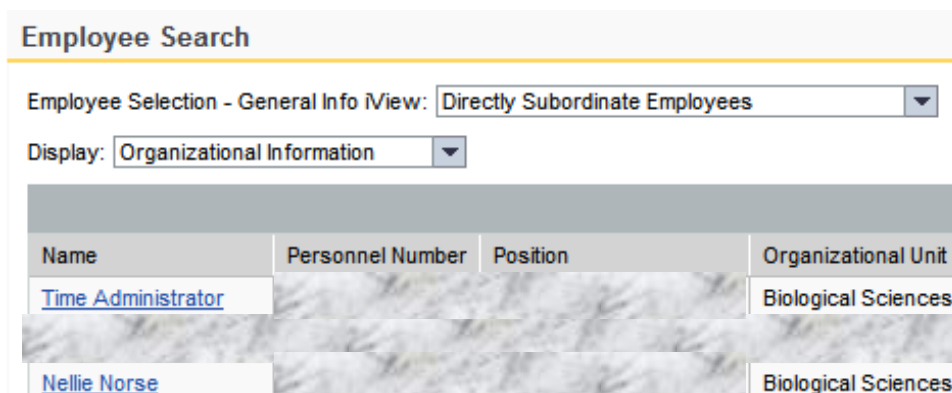 Employee Search
Employee Selection - General Info iView: Directly Subordinate Employees
Display: Organizational Information
Name Personnel Number Position Organizational Unit
Time Administrator Biological Sciences
Nellie Norse Biological Sciences